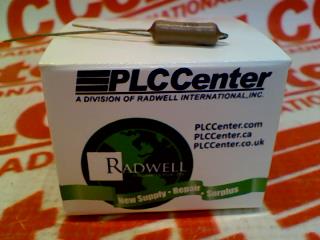 PLCCenter
A DIVISION OF RADWELL INTERNATIONAL, INC.
PLCCenter.com
PLCCenter.ca
PLCCenter.co.uk
RADWELL
New Supply • Repair • Surplus